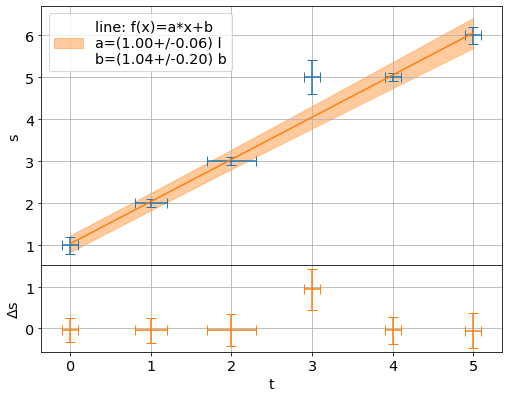 line: f(x)=a*x+b
a=(1.00+/-0.06) l
b=(1.04+/-0.20) b
6
5
4
3
2
1
s
1
0
Δs
0 1 2 3 4 5
t